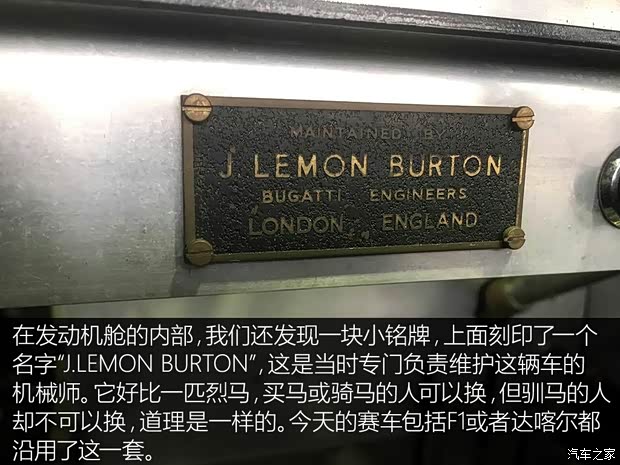 MAINTAINED B
J. LEMON BURTON
BUGATTI ENGINEERS
LONDON, ENGLAND
在发动机舱的内部，我们还发现一块小铭牌，上面刻印了一个
名字“J.LEMON BURTON”，这是当时专门负责维护这辆车的
机械师。它好比一匹烈马，买马或骑马的人可以换，但驯马的人
却不可以换，道理是一样的。今天的赛车包括F1或者达喀尔都
沿用了这一套。
汽车之家